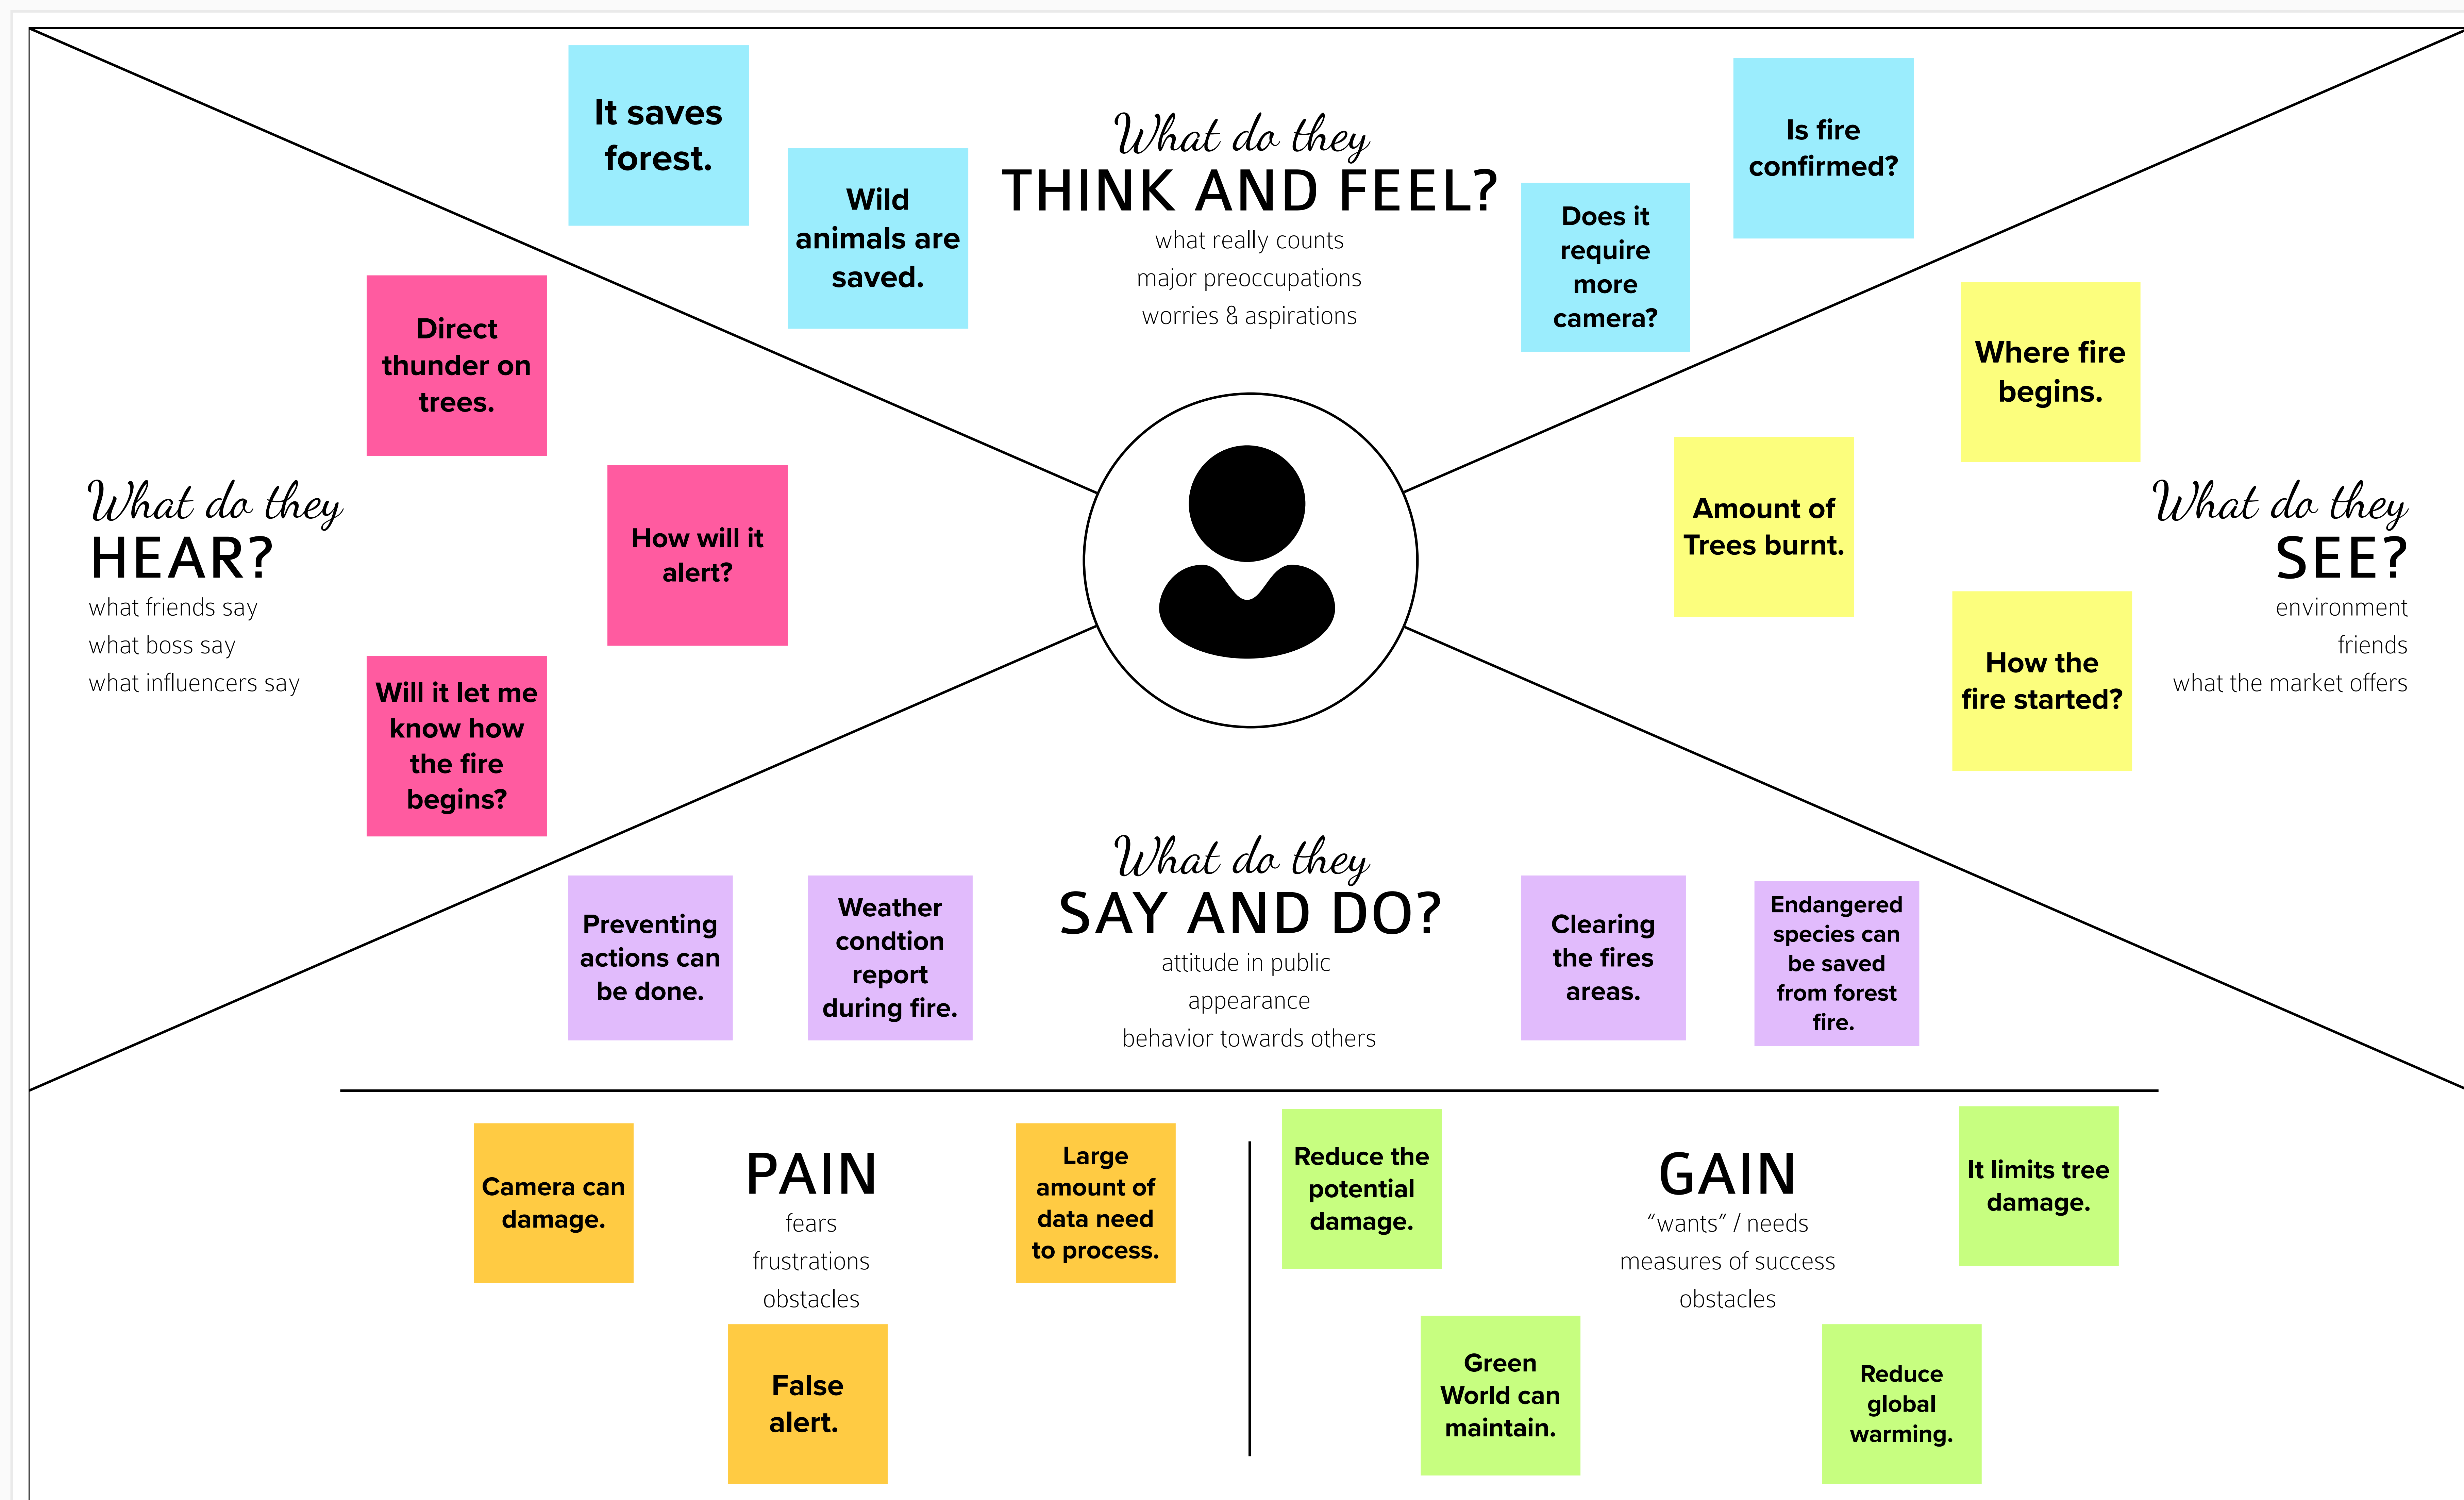 It saves
forest.
Wild
animals are
saved.
What do they
THINK AND FEEL?
what really counts
major preoccupations
worries & aspirations
Does it
require
more
camera?
Is fire
confirmed?
Direct
thunder on
trees.
How will it
alert?
What do they
HEAR?
what friends say
what boss say
what influencers say
Will it let me
know how
the fire
begins?
Where fire
begins.
Amount of
Trees burnt.
What do they
SEE?
environment
friends
what the market offers
How the
fire started?
Preventing
actions can
be done.
Weather
condtion
report
during fire.
What do they
SAY AND DO?
attitude in public
appearance
behavior towards others
Clearing
the fires
areas.
Endangered
species can
be saved
from forest
fire.
Camera can
damage.
PAIN
fears
frustrations
obstacles
Large
amount of
data need
to process.
False
alert.
Reduce the
potential
damage.
GAIN
“wants” / needs
measures of success
obstacles
It limits tree
damage.
Green
World can
maintain.
Reduce
global
warming.